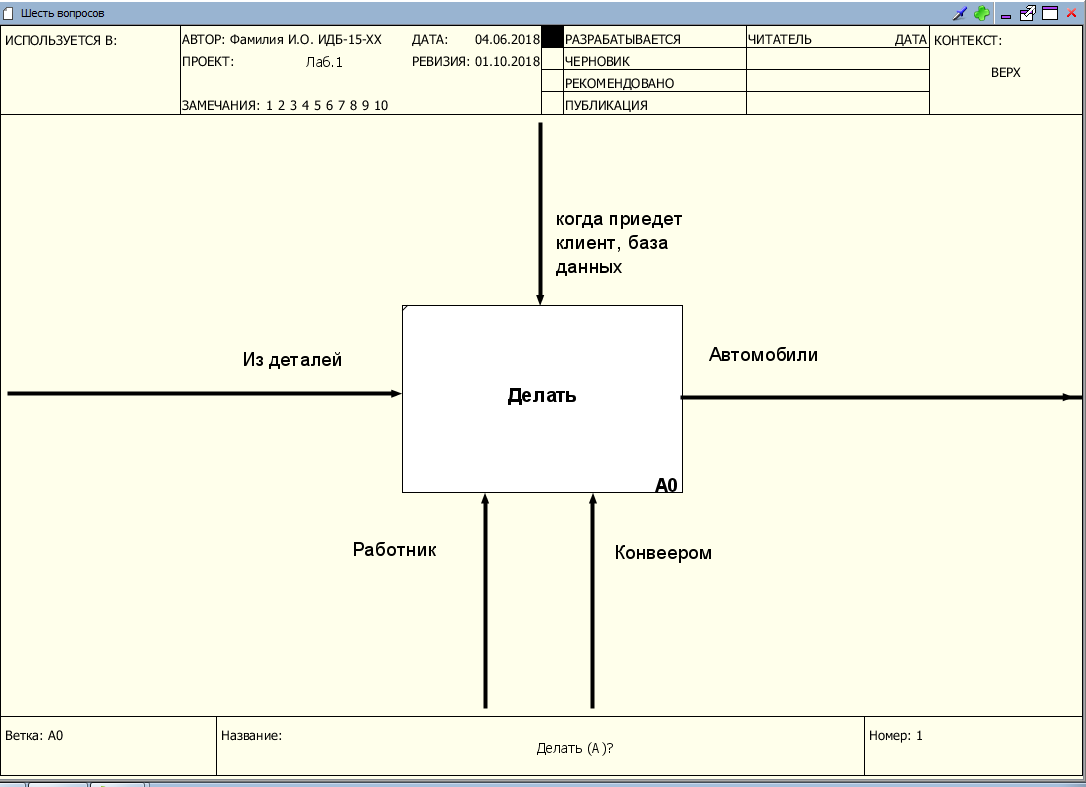 Шесть вопросов
ИСПОЛЬЗУЕТСЯ В:
АВТОР: Фамилия И.О. ИДБ-15-ХХ
ДАТА: 04.06.2018
ПРОЕКТ: Лаб.1
РЕВИЗИЯ: 01.10.2018
ЗАМЕЧАНИЯ: 1 2 3 4 5 6 7 8 9 10
РАЗРАБАТЫВАЕТСЯ
ЧЕРНОВИК
РЕКОМЕНДОВАНО
ПУБЛИКАЦИЯ
ЧИТАТЕЛЬ ДАТА
КОНТЕКСТ:
ВЕРХ
когда приедет
клиент, база
данных
Из деталей
Автомобили
Делать
A0
Работник
Конвеером
Ветка: A0
Название:
Делать (A)?
Номер: 1